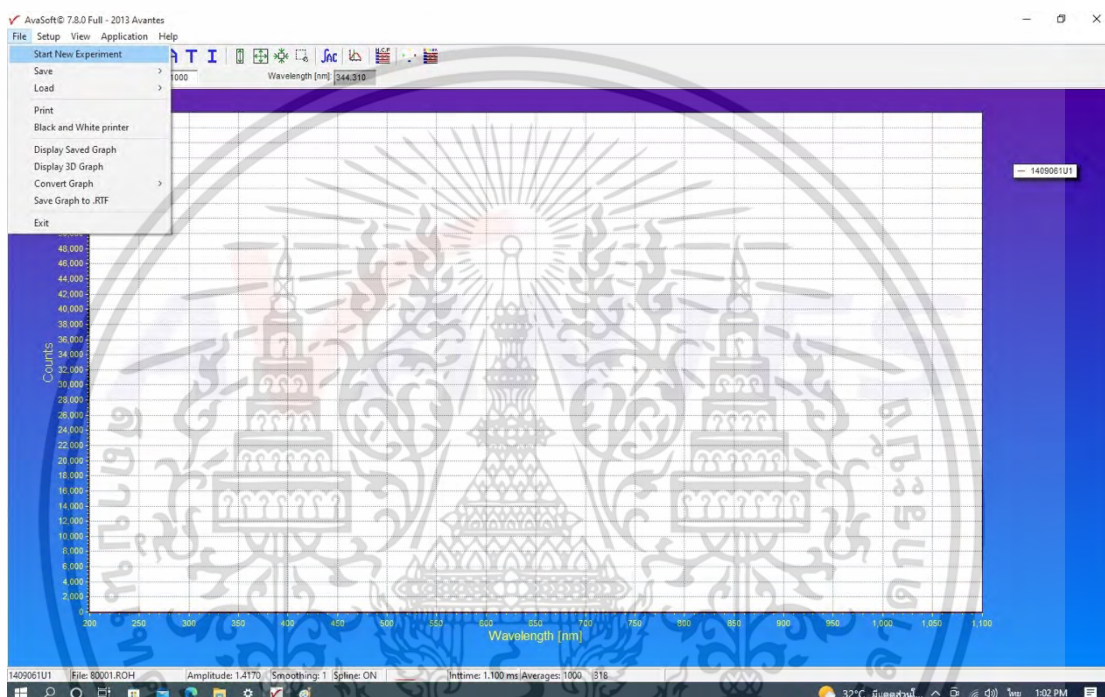 AvaSoft© 7.8.0 Full - 2013 Avantes
File Setup View Application Help
Start New Experiment
Save
Load
Print
Black and White printer
Display Saved Graph
Display 3D Graph
Convert Graph
Save Graph to .RTF
Exit
1000
Wavelength [nm]: 344.310
1409061U1
Counts
48,000
46,000
44,000
42,000
40,000
38,000
36,000
34,000
32,000
30,000
28,000
26,000
24,000
22,000
20,000
18,000
16,000
14,000
12,000
10,000
8,000
6,000
4,000
2,000
0
200 250 300 350 400 450 500 550 600 650 700 750 800 850 900 950 1,000 1,050 1,100
Wavelength [nm]
1409061U1 File: 80001.ROH Amplitude: 1.4170 Smoothing: 1 Spline: ON Inttime: 1.100 ms Averages: 1000 318
32°C ไทย 1:02 PM